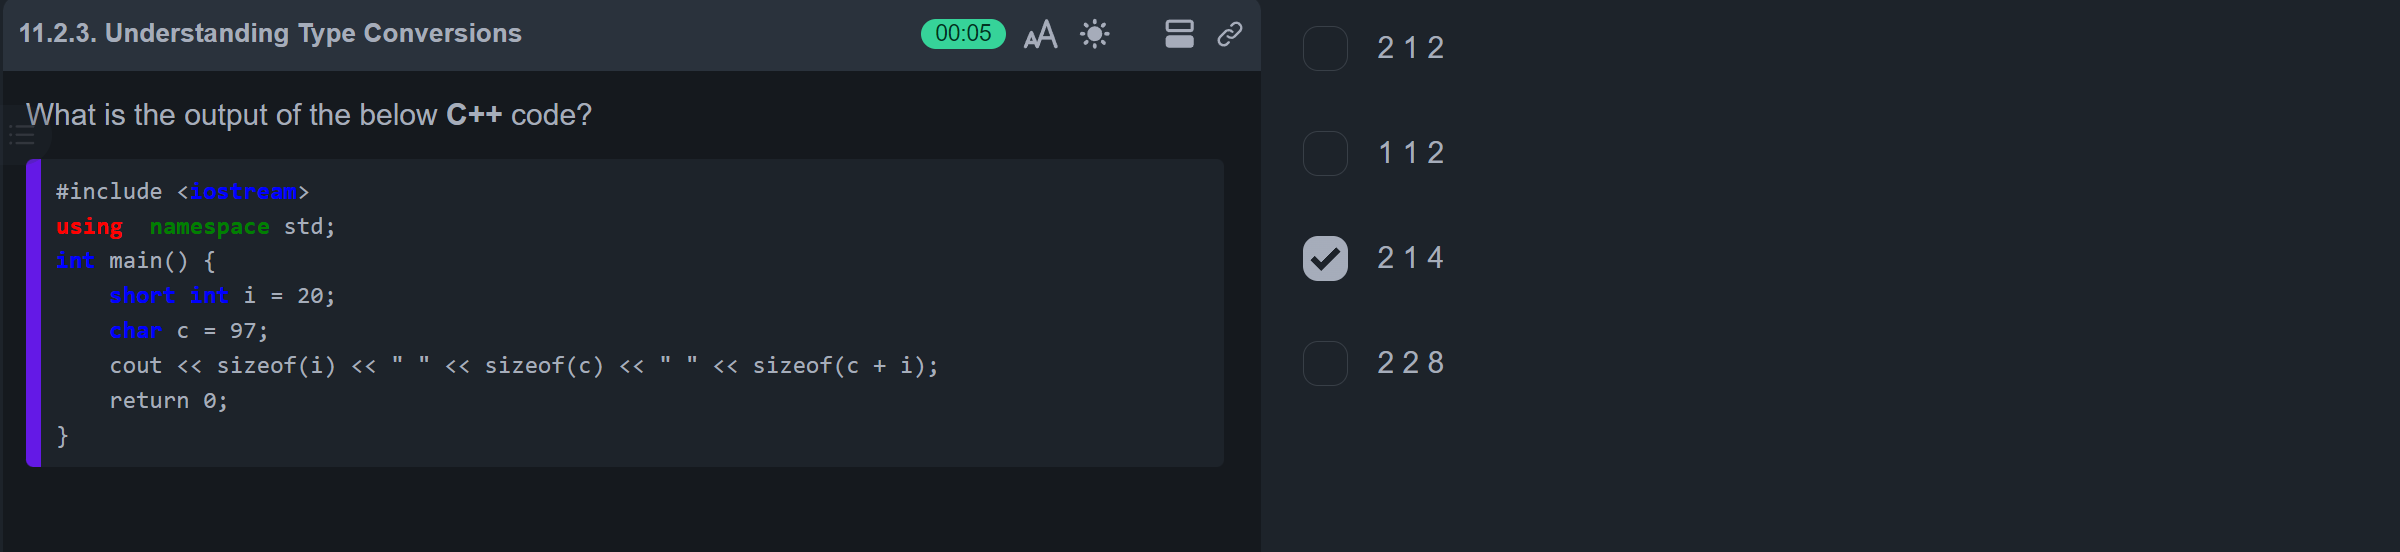 11.2.3. Understanding Type Conversions
00:05
AA
What is the output of the below C++ code?
#include <iostream>
using  namespace std;
int main() {
    short int i = 20;
    char c = 97;
    cout << sizeof(i) << " " << sizeof(c) << " " << sizeof(c + i);
    return 0;
}
2 1 2
1 1 2
2 1 4
2 2 8